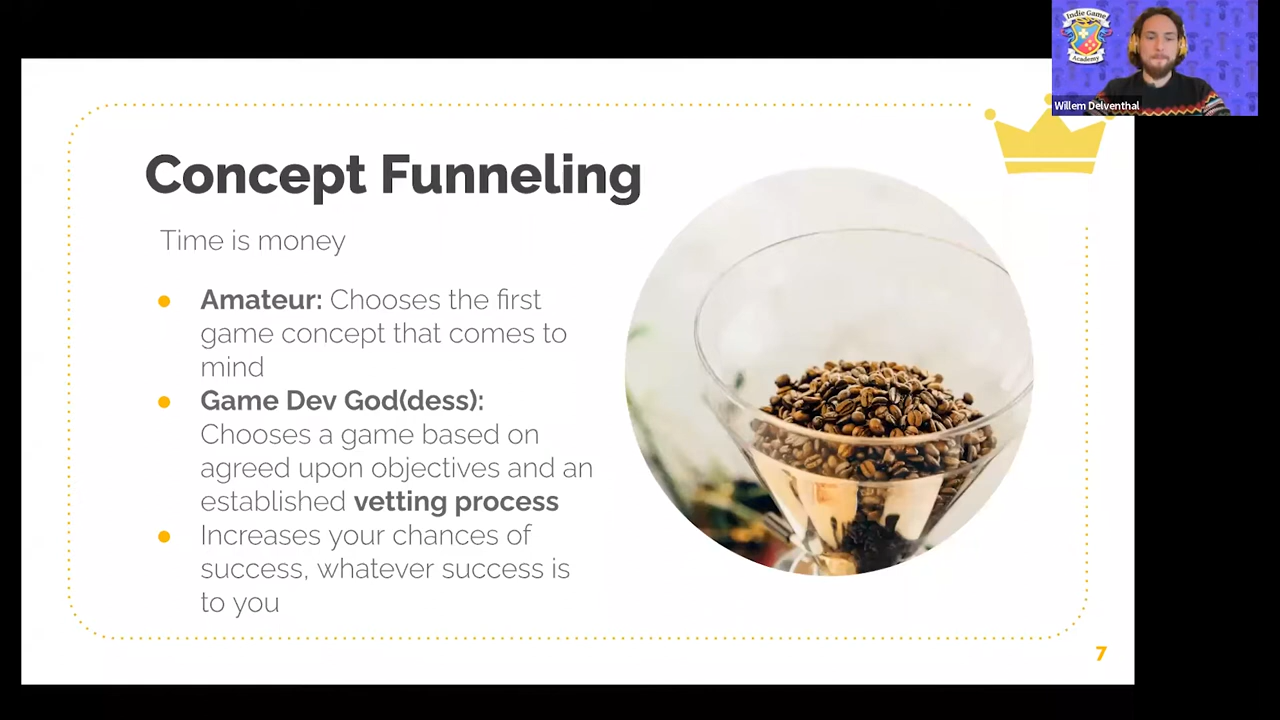 Indie Game
Academy
Willem Delventhal
Concept Funneling
Time is money
● Amateur: Chooses the first
game concept that comes to
mind
● Game Dev God(dess):
Chooses a game based on
agreed upon objectives and an
established vetting process
● Increases your chances of
success, whatever success is
to you
7